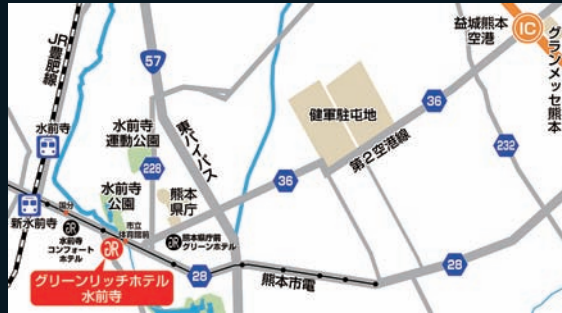 益城熊本
空港
IC
グランメッセ熊本
JR豊肥線
57
東バイパス
健軍駐屯地
36
第2空港線
232
水前寺
水前寺
運動公園
228
36
水前寺
公園
熊本
県庁
国分
新水前寺
市立
体育館前
水前寺
コンフォート
ホテル
熊本県庁前
グリーンホテル
28
熊本市電
28
グリーンリッチホテル
水前寺